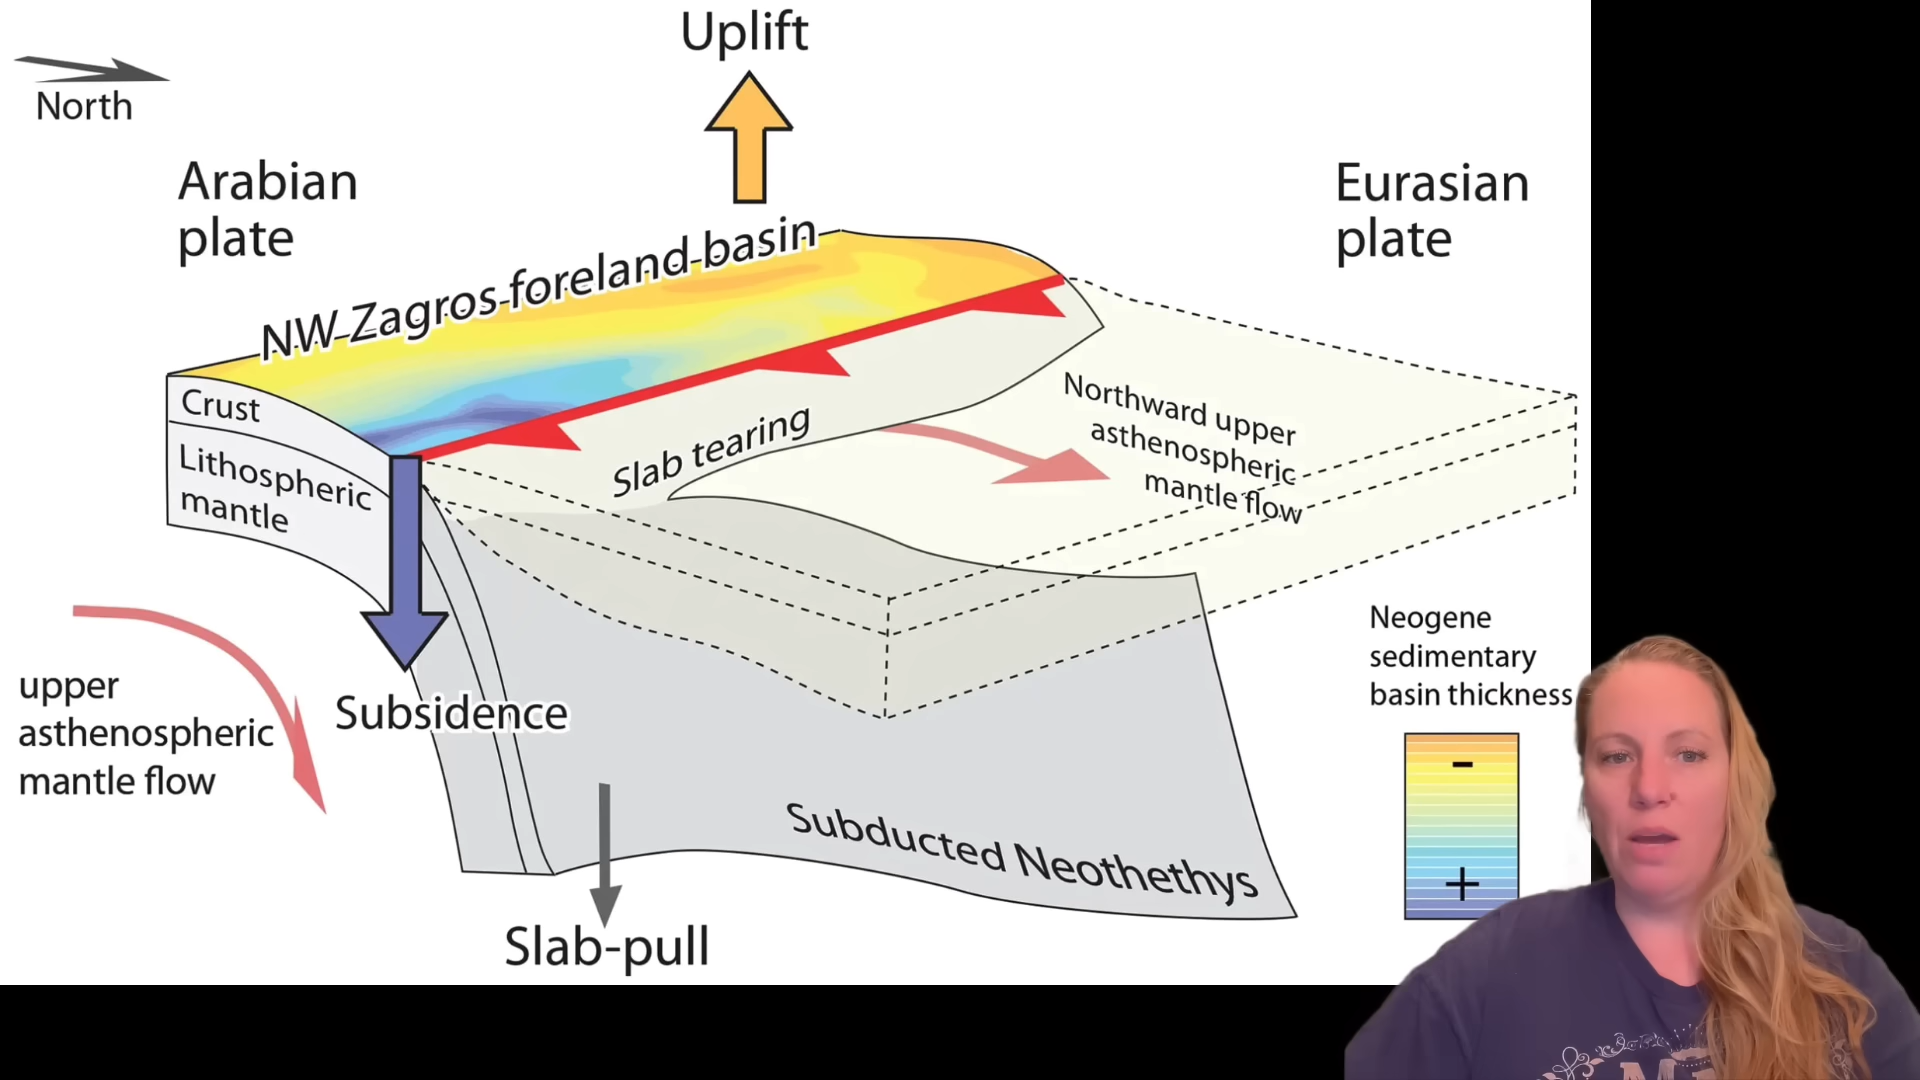 Uplift
North
Arabian
plate
Eurasian
plate
NW Zagros foreland basin
Crust
Lithospheric
mantle
Slab tearing
Northward upper
asthenospheric
mantle flow
upper
asthenospheric
mantle flow
Subsidence
Neogene
sedimentary
basin thickness
-
+
Subducted Neothethys
Slab-pull